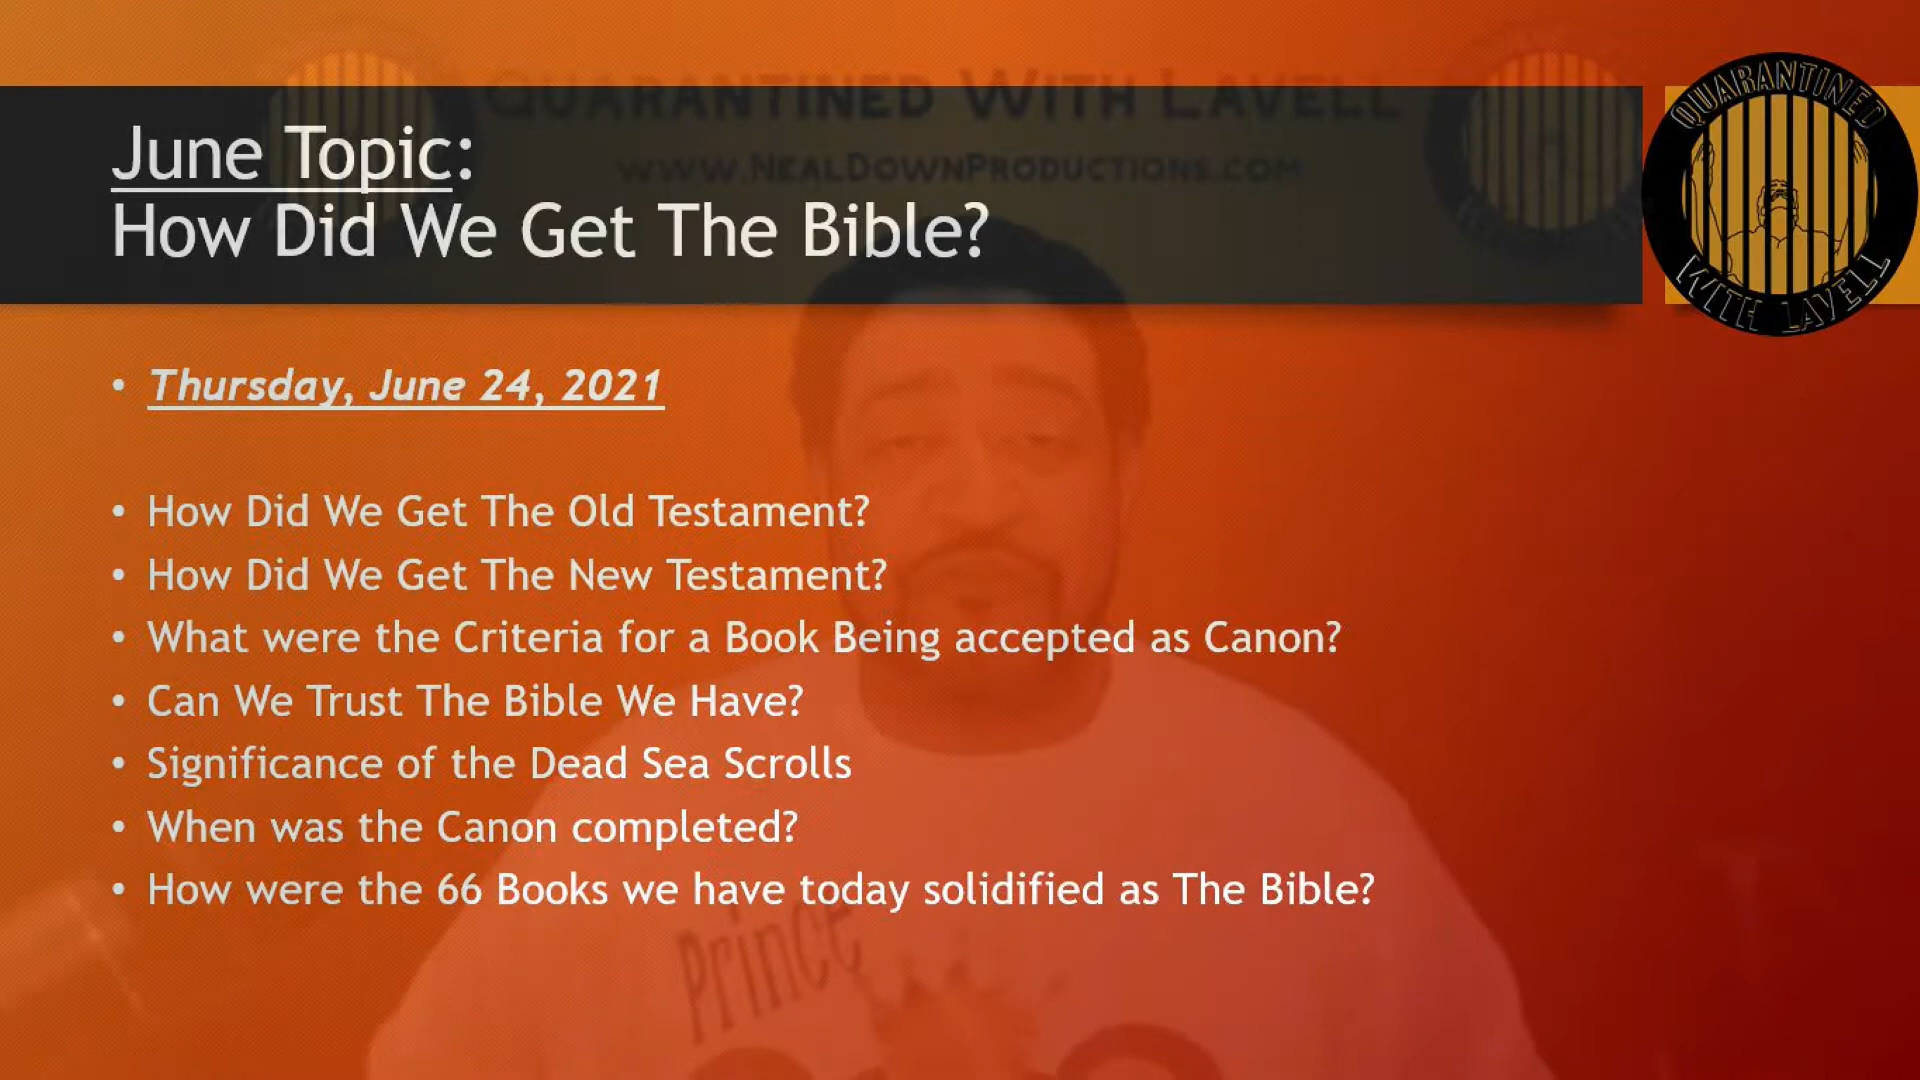 QUARANTINED WITH LAVELL
WWW.NEALDOWNPRODUCTIONS.COM
June Topic:
How Did We Get The Bible?
QUARANTINED
WITH LAVELL
• Thursday, June 24, 2021
• How Did We Get The Old Testament?
• How Did We Get The New Testament?
• What were the Criteria for a Book Being accepted as Canon?
• Can We Trust The Bible We Have?
• Significance of the Dead Sea Scrolls
• When was the Canon completed?
• How were the 66 Books we have today solidified as The Bible?
Prince